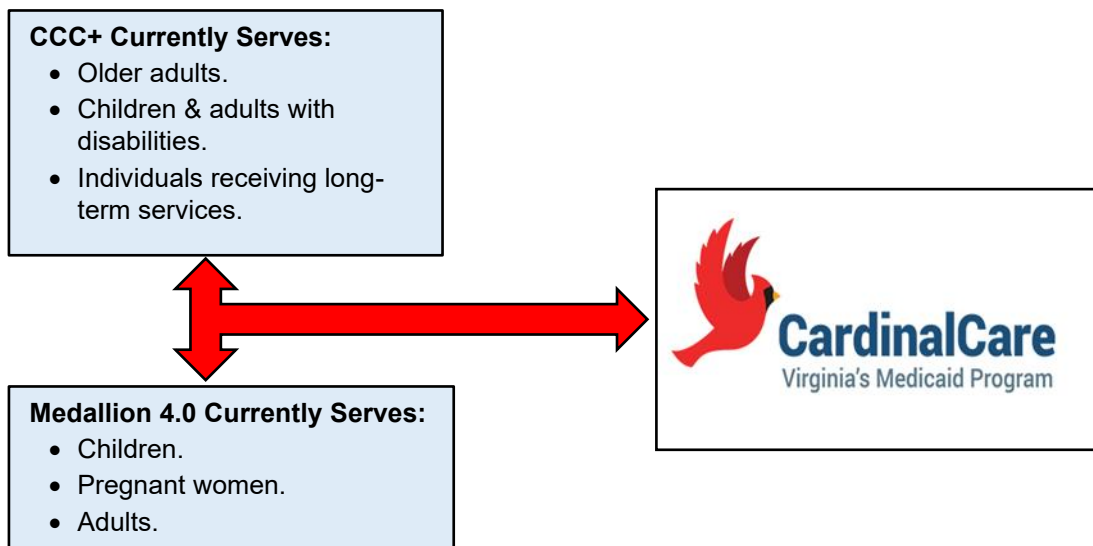 CCC+ Currently Serves:
• Older adults.
• Children & adults with
disabilities.
• Individuals receiving long-
term services.
CardinalCare
Virginia's Medicaid Program
Medallion 4.0 Currently Serves:
• Children.
• Pregnant women.
• Adults.